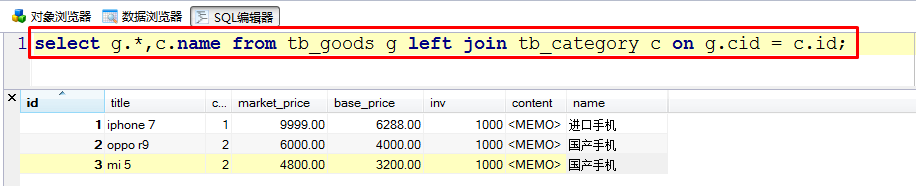 对象浏览器 数据浏览器 SQL编辑器
1 select g.*,c.name from tb_goods g left join tb_category c on g.cid = c.id;
id title c... market_price base_price inv content name
1 iphone 7 1 9999.00 6288.00 1000 <MEMO> 进口手机
2 oppo r9 2 6000.00 4000.00 1000 <MEMO> 国产手机
3 mi 5 2 4800.00 3200.00 1000 <MEMO> 国产手机